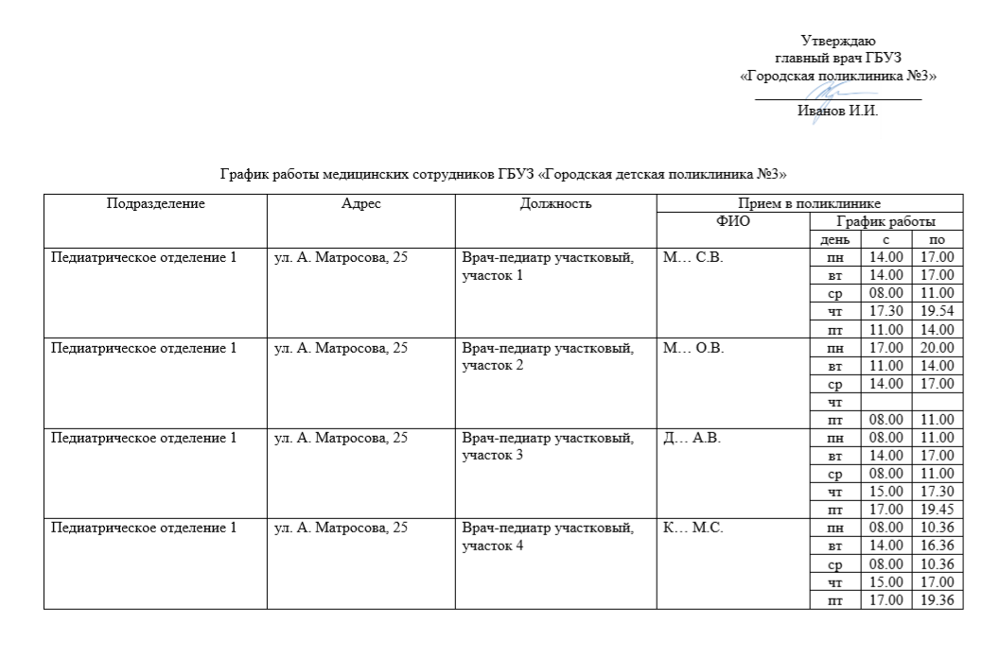 Утверждаю
главный врач ГБУЗ
«Городская поликлиника №3»
Иванов И.И.
График работы медицинских сотрудников ГБУЗ «Городская детская поликлиника №3»
Подразделение Адрес Должность Прием в поликлинике
ФИО График работы
день с по
Педиатрическое отделение 1 ул. А. Матросова, 25 Врач-педиатр участковый, М… С.В. пн 14.00 17.00
участок 1 вт 14.00 17.00
ср 08.00 11.00
чт 17.30 19.54
пт 11.00 14.00
Педиатрическое отделение 1 ул. А. Матросова, 25 Врач-педиатр участковый, М… О.В. пн 17.00 20.00
участок 2 вт 11.00 14.00
ср 14.00 17.00
чт
пт 08.00 11.00
Педиатрическое отделение 1 ул. А. Матросова, 25 Врач-педиатр участковый, Д… А.В. пн 08.00 11.00
участок 3 вт 14.00 17.00
ср 08.00 11.00
чт 15.00 17.30
пт 17.00 19.45
Педиатрическое отделение 1 ул. А. Матросова, 25 Врач-педиатр участковый, К… М.С. пн 08.00 10.36
участок 4 вт 14.00 16.36
ср 08.00 10.36
чт 15.00 17.00
пт 17.00 19.36